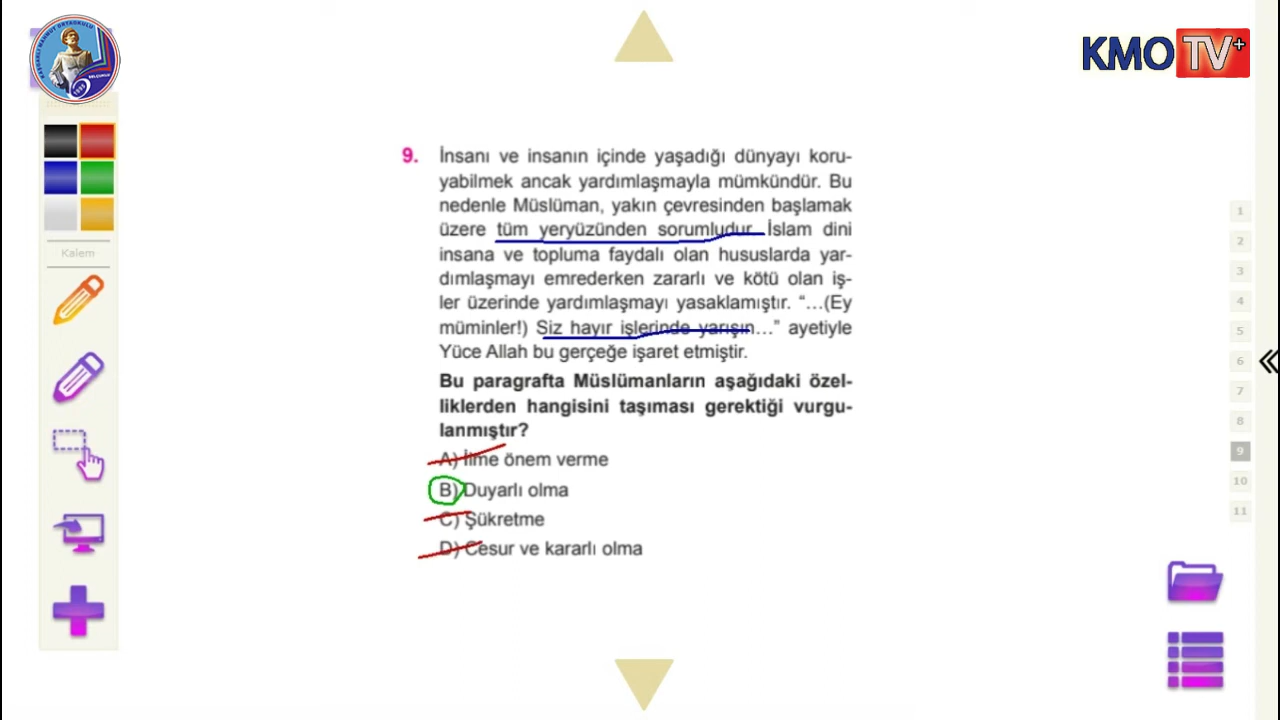 KMO TV+
Kalem
9. İnsanı ve insanın içinde yaşadığı dünyayı koru-
yabilmek ancak yardımlaşmayla mümkündür. Bu
nedenle Müslüman, yakın çevresinden başlamak
üzere tüm yeryüzünden sorumludur. İslam dini
insana ve topluma faydalı olan hususlarda yar-
dımlaşmayı emrederken zararlı ve kötü olan iş-
ler üzerinde yardımlaşmayı yasaklamıştır. “…(Ey
müminler!) Siz hayır işlerinde yarışın…” ayetiyle
Yüce Allah bu gerçeğe işaret etmiştir.
Bu paragrafta Müslümanların aşağıdaki özel-
liklerden hangisini taşıması gerektiği vurgu-
lanmıştır?
A) İlme önem verme
B) Duyarlı olma
C) Şükretme
D) Cesur ve kararlı olma
1
2
3
4
5
6
7
8
9
10
11